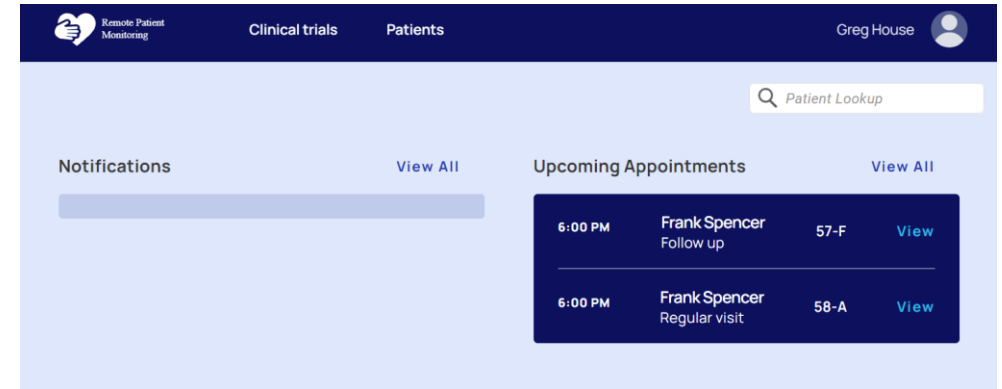 Remote Patient
Monitoring
Clinical trials
Patients
Greg House
Patient Lookup
Notifications
View All
Upcoming Appointments
View All
6:00 PM
Frank Spencer
Follow up
57-F
View
6:00 PM
Frank Spencer
Regular visit
58-A
View